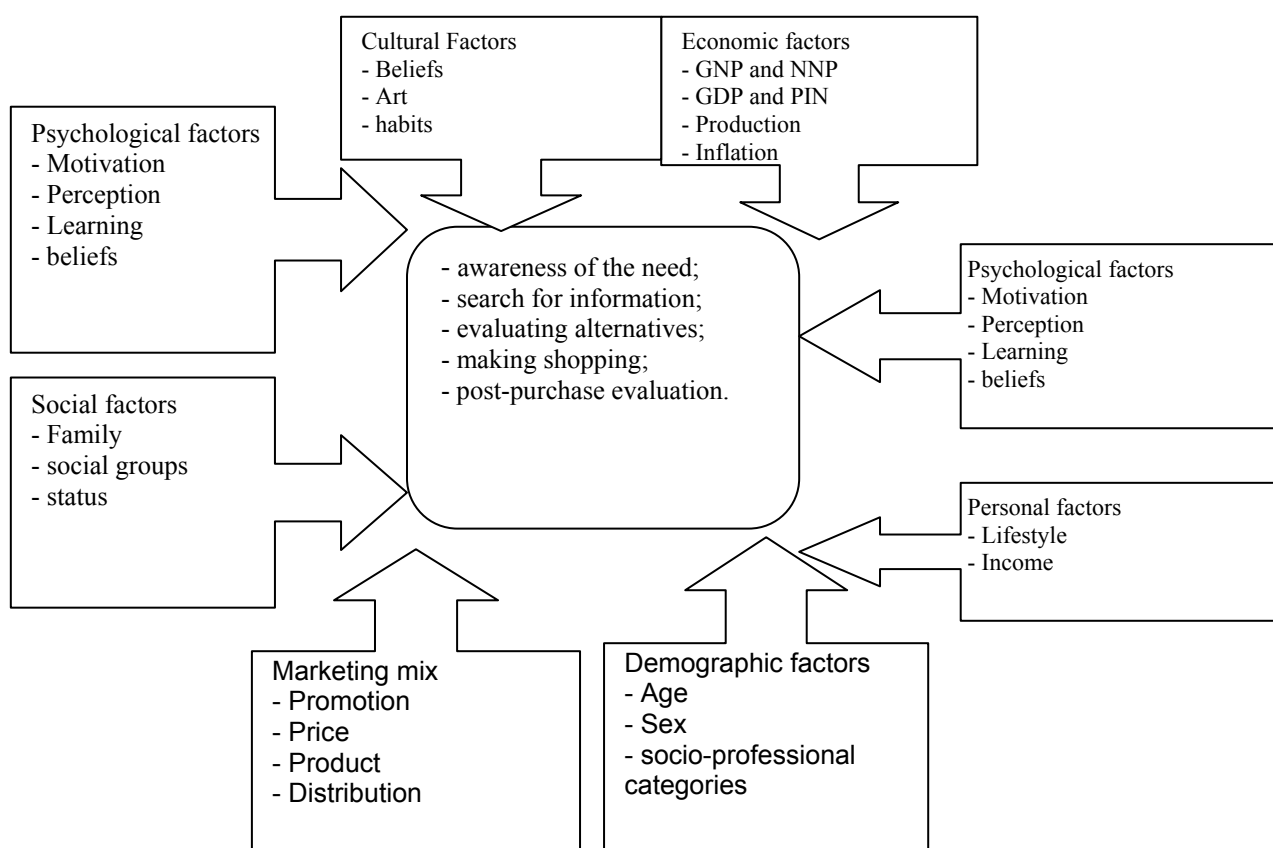 Cultural Factors
- Beliefs
- Art
- habits
Economic factors
- GNP and NNP
- GDP and PIN
- Production
- Inflation
Psychological factors
- Motivation
- Perception
- Learning
- beliefs
- awareness of the need;
- search for information;
- evaluating alternatives;
- making shopping;
- post-purchase evaluation.
Psychological factors
- Motivation
- Perception
- Learning
- beliefs
Social factors
- Family
- social groups
- status
Personal factors
- Lifestyle
- Income
Marketing mix
- Promotion
- Price
- Product
- Distribution
Demographic factors
- Age
- Sex
- socio-professional
categories